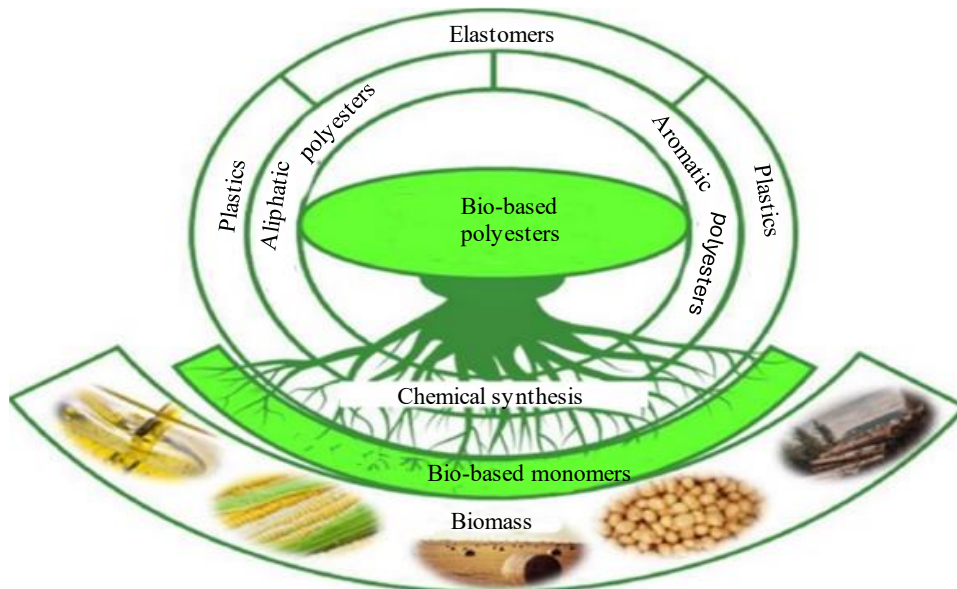 Elastomers
Plastics
Aliphatic
polyesters
Aromatic
polyesters
Plastics
Bio-based
polyesters
Chemical synthesis
Bio-based monomers
Biomass